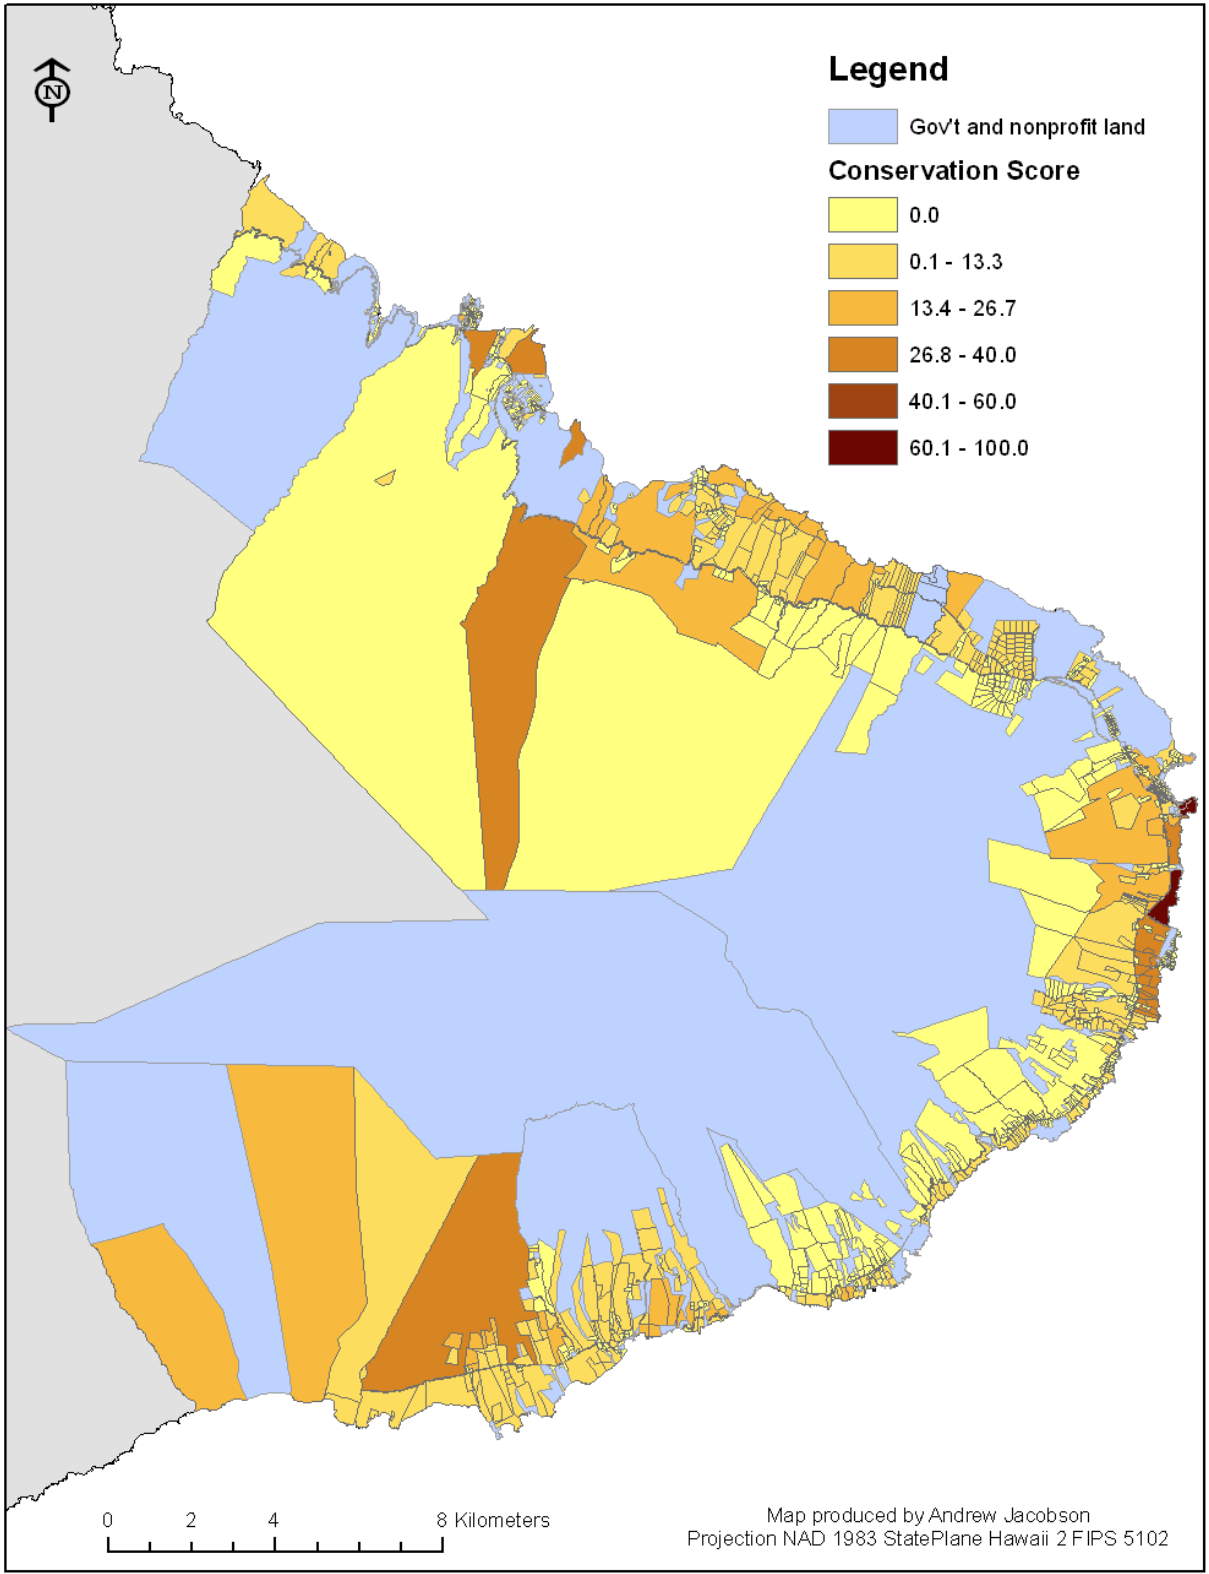 N
Legend
Gov't and nonprofit land
Conservation Score
0.0
0.1 - 13.3
13.4 - 26.7
26.8 - 40.0
40.1 - 60.0
60.1 - 100.0
0 2 4 8 Kilometers
Map produced by Andrew Jacobson
Projection NAD 1983 StatePlane Hawaii 2 FIPS 5102